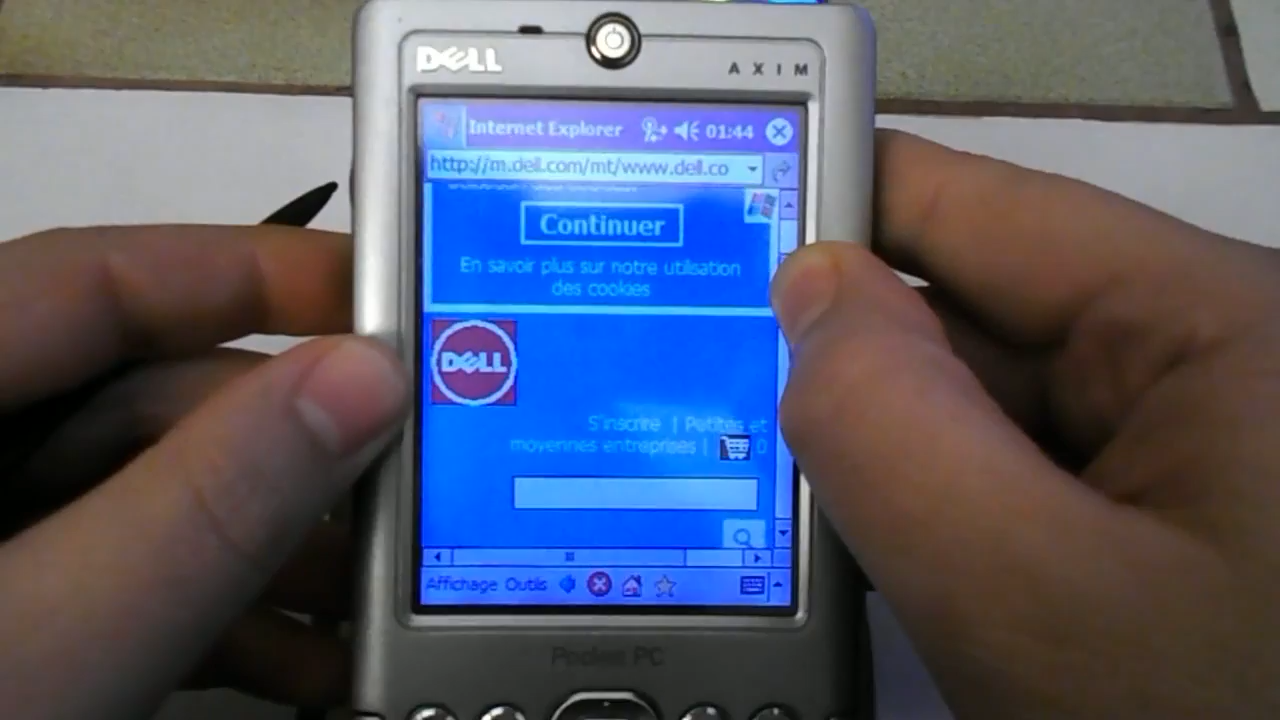 DELL
AXIM
Internet Explorer 01:44
http://m.dell.com/mt/www.dell.co
Continuer
En savoir plus sur notre utilisation
des cookies
DELL
S'inscrire | Petites et
moyennes entreprises | 0
Affichage Outils
Pocket PC